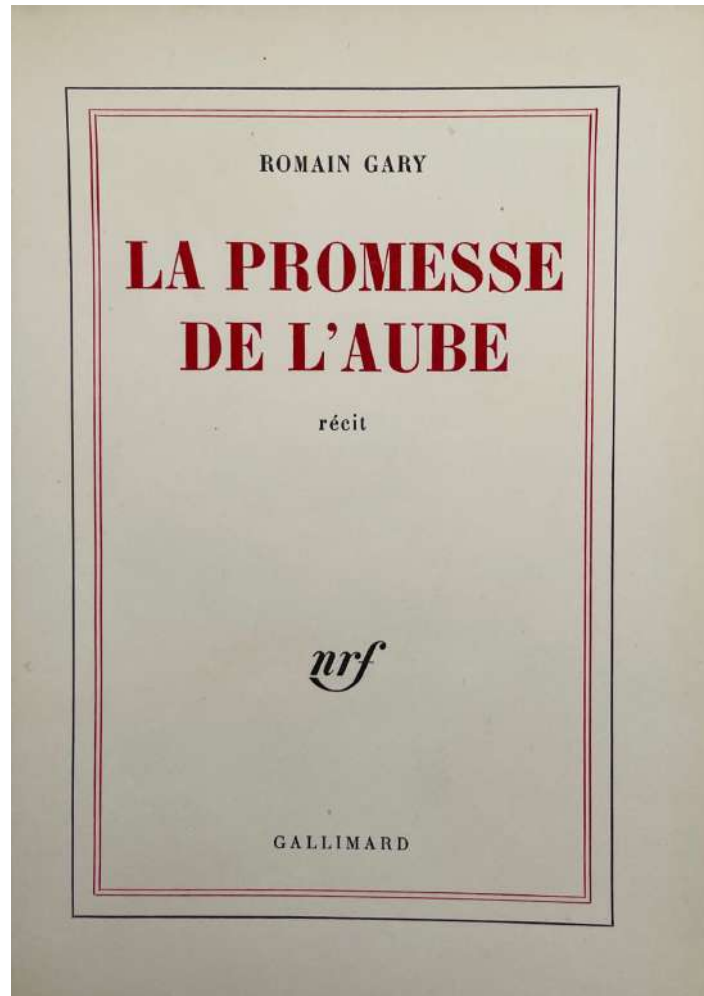 ROMAIN GARY
LA PROMESSE
DE L'AUBE
récit
nrf
GALLIMARD